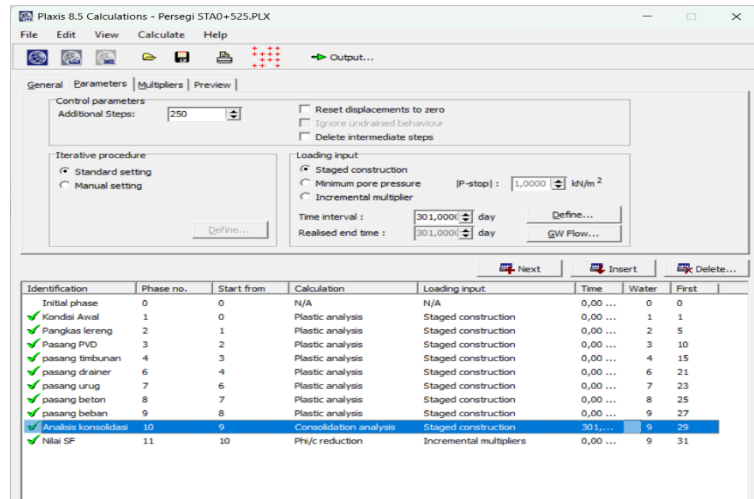 Plaxis 8.5 Calculations - Persegi STA0+525.PLX
File Edit View Calculate Help
Output...
General Parameters Multipliers Preview
Control parameters
Additional Steps: 250
Reset displacements to zero
Ignore undrained behaviour
Delete intermediate steps
Iterative procedure
Standard setting
Manual setting
Define...
Loading input
Staged construction
Minimum pore pressure |P-stop| : 1,0000 kN/m 2
Incremental multiplier
Time interval : 301,000 day Define...
Realised end time : 301,000 day GW Flow...
Next Insert Delete...
Identification Phase no. Start from Calculation Loading input Time Water First
Initial phase 0 0 N/A N/A 0,00 ... 0 0
Kondisi Awal 1 0 Plastic analysis Staged construction 0,00 ... 1 1
Pangkas lereng 2 1 Plastic analysis Staged construction 0,00 ... 2 5
Pasang PVD 3 2 Plastic analysis Staged construction 0,00 ... 3 10
pasang timbunan 4 3 Plastic analysis Staged construction 0,00 ... 4 15
pasang drainer 6 4 Plastic analysis Staged construction 0,00 ... 6 21
pasang urug 7 6 Plastic analysis Staged construction 0,00 ... 7 23
pasang beton 8 7 Plastic analysis Staged construction 0,00 ... 8 25
pasang beban 9 8 Plastic analysis Staged construction 0,00 ... 9 27
Analisis konsolidasi 10 9 Consolidation analysis Staged construction 301,... 9 29
Nilai SF 11 10 Phi/c reduction Incremental multipliers 0,00 ... 9 31